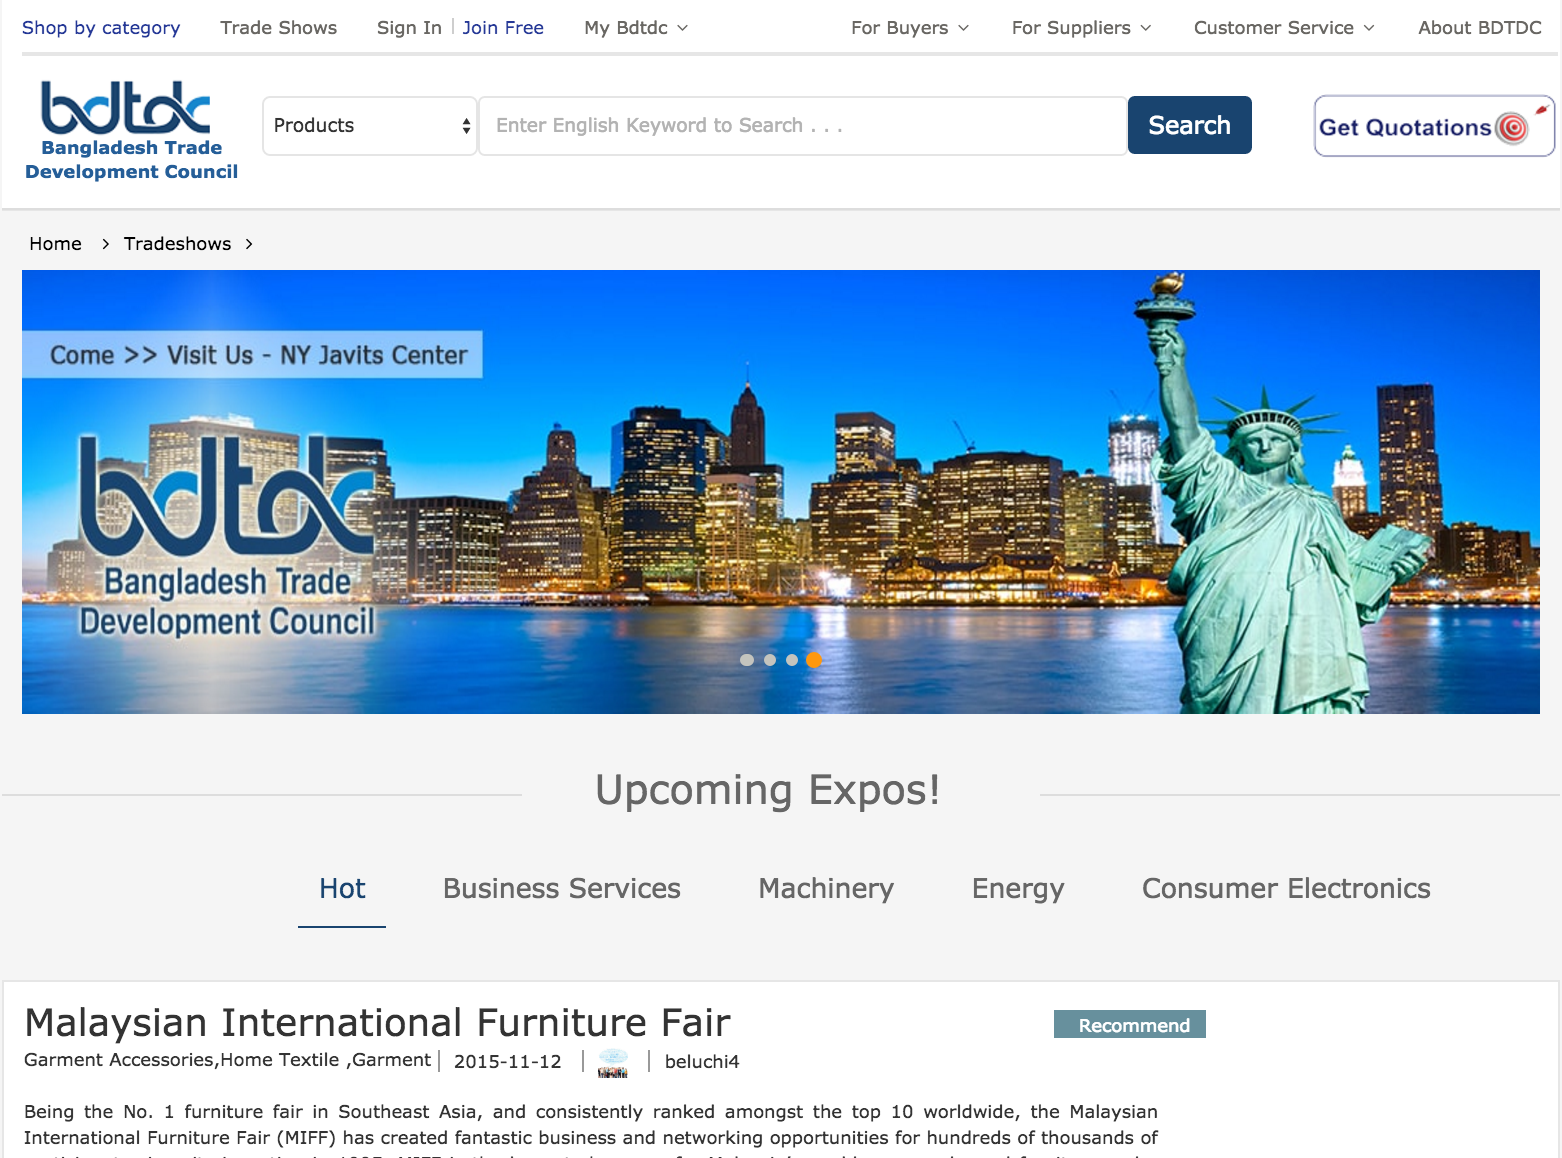 Shop by category Trade Shows Sign In Join Free My Bdtdc For Buyers For Suppliers Customer Service About BDTDC
bdtdc
Bangladesh Trade
Development Council
Products Enter English Keyword to Search . . . Search Get Quotations
Home > Tradeshows >
Come >> Visit Us - NY Javits Center
bdtdc
Bangladesh Trade
Development Council
Upcoming Expos!
Hot Business Services Machinery Energy Consumer Electronics
Malaysian International Furniture Fair Recommend
Garment Accessories,Home Textile ,Garment | 2015-11-12 | | beluchi4
Being the No. 1 furniture fair in Southeast Asia, and consistently ranked amongst the top 10 worldwide, the Malaysian
International Furniture Fair (MIFF) has created fantastic business and networking opportunities for hundreds of thousands of